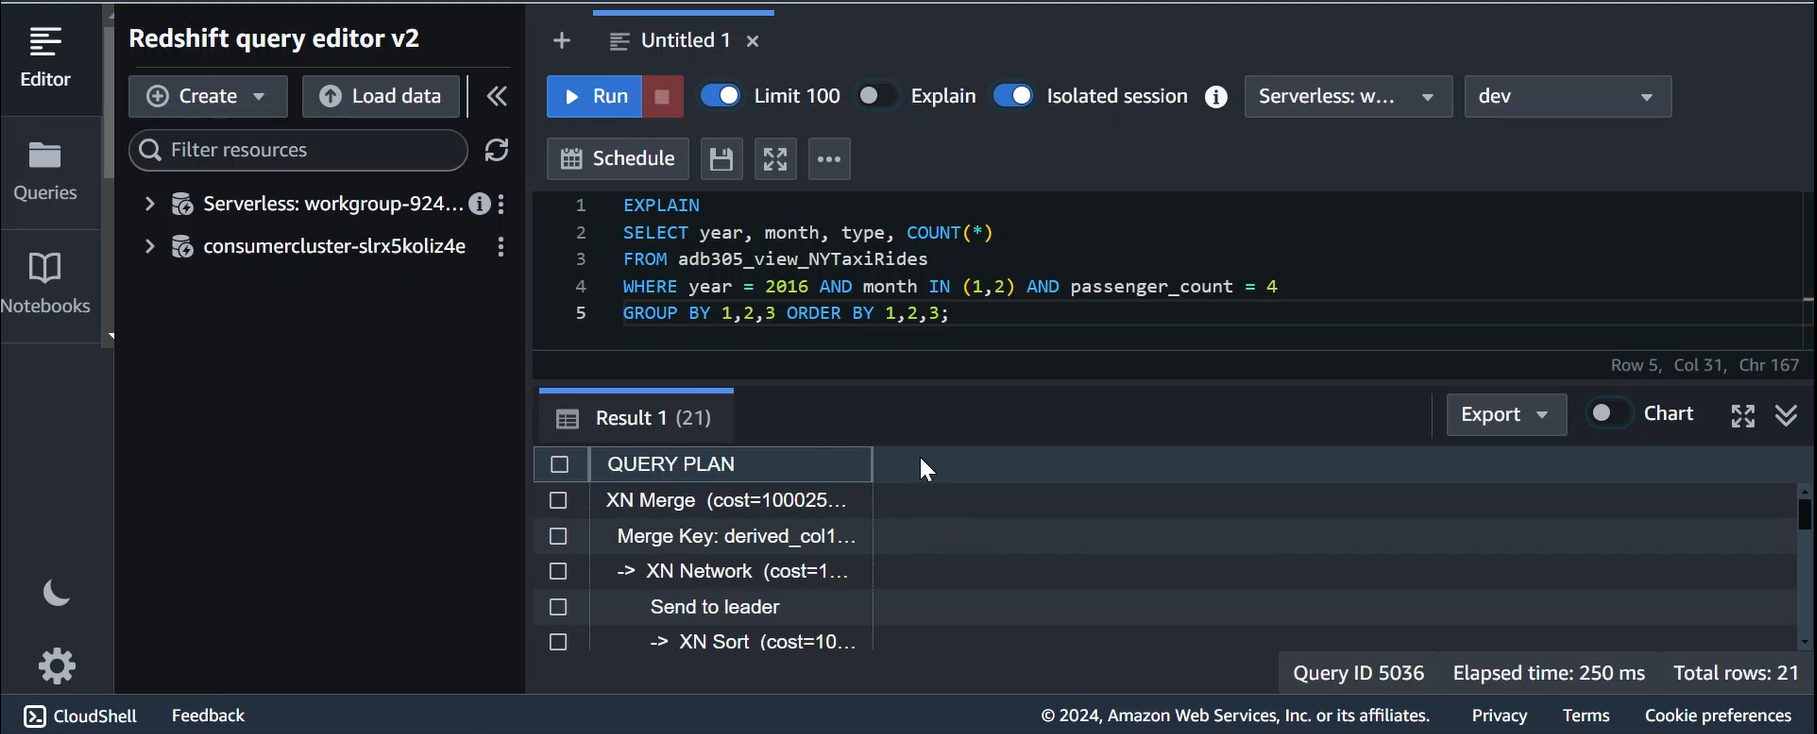 Editor
Queries
Notebooks
Redshift query editor v2
Create
Load data
Filter resources
Serverless: workgroup-924...
consumercluster-slrx5koliz4e
Untitled 1
Run
Limit 100
Explain
Isolated session
Serverless: w...
dev
Schedule
1 EXPLAIN
2 SELECT year, month, type, COUNT(*)
3 FROM adb305_view_NYTaxiRides
4 WHERE year = 2016 AND month IN (1,2) AND passenger_count = 4
5 GROUP BY 1,2,3 ORDER BY 1,2,3;
Row 5, Col 31, Chr 167
Result 1 (21)
Export
Chart
QUERY PLAN
XN Merge (cost=100025...
Merge Key: derived_col1...
-> XN Network (cost=1...
Send to leader
-> XN Sort (cost=10...
Query ID 5036
Elapsed time: 250 ms
Total rows: 21
CloudShell
Feedback
© 2024, Amazon Web Services, Inc. or its affiliates.
Privacy
Terms
Cookie preferences